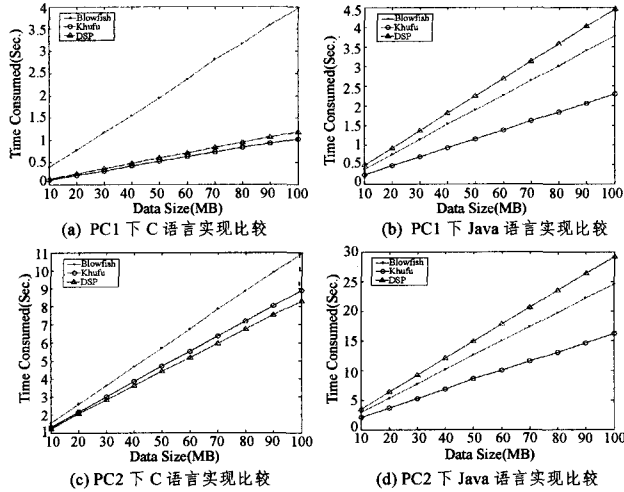 4
3.5
3
2.5
2
1.5
1
0.5
Time Consumed(Sec.)
Blowfish
Khufu
DSP
10 20 30 40 50 60 70 80 90 100
Data Size(MB)
(a) PC1 下 C 语言实现比较
4.5
4
3.5
3
2.5
2
1.5
1
0.5
0
Time Consumed(Sec.)
Blowfish
Khufu
DSP
10 20 30 40 50 60 70 80 90 100
Data Size(MB)
(b) PC1 下 Java 语言实现比较
11
10
9
8
7
6
5
4
3
2
1
Time Consumed(Sec.)
Blowfish
Khufu
DSP
10 20 30 40 50 60 70 80 90 100
Data Size(MB)
(c) PC2 下 C 语言实现比较
30
25
20
15
10
5
0
Time Consumed(Sec.)
Blowfish
Khufu
DSP
10 20 30 40 50 60 70 80 90 100
Data Size(MB)
(d) PC2 下 Java 语言实现比较